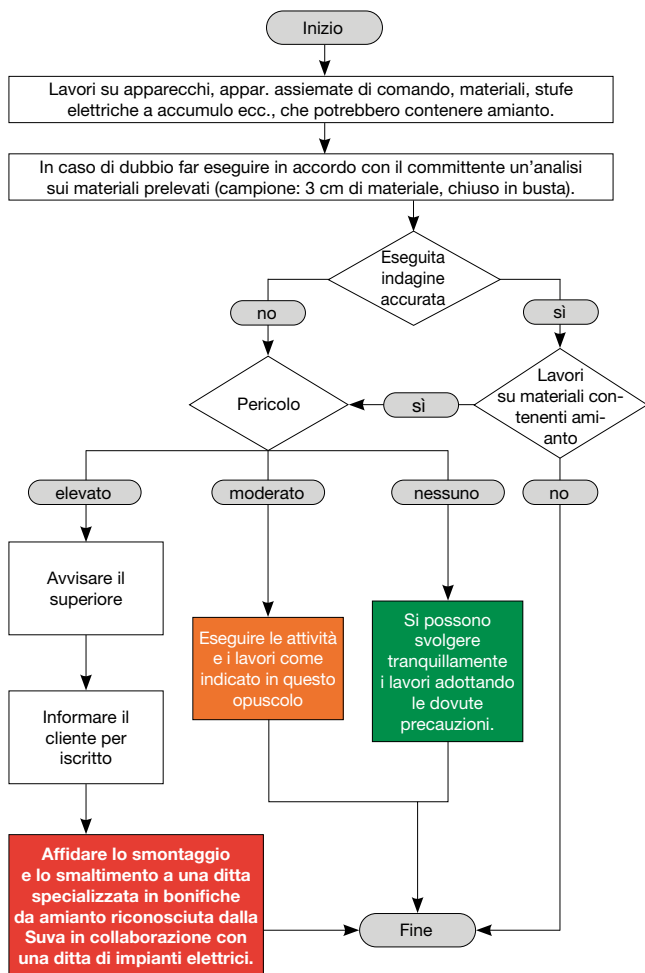 Inizio
Lavori su apparecchi, appar. assiemate di comando, materiali, stufe
elettriche a accumulo ecc., che potrebbero contenere amianto.
In caso di dubbio far eseguire in accordo con il committente un'analisi
sui materiali prelevati (campione: 3 cm di materiale, chiuso in busta).
Eseguita
indagine
accurata
no
sì
Pericolo
sì
Lavori
su materiali con-
tenenti ami-
anto
elevato
moderato
nessuno
no
Avvisare il
superiore
Eseguire le attività
e i lavori come
indicato in questo
opuscolo
Si possono
svolgere
tranquillamente
i lavori adottando
le dovute
precauzioni.
Informare il
cliente per
iscritto
Affidare lo smontaggio
e lo smaltimento a una ditta
specializzata in bonifiche
da amianto riconosciuta dalla
Suva in collaborazione con
una ditta di impianti elettrici.
Fine